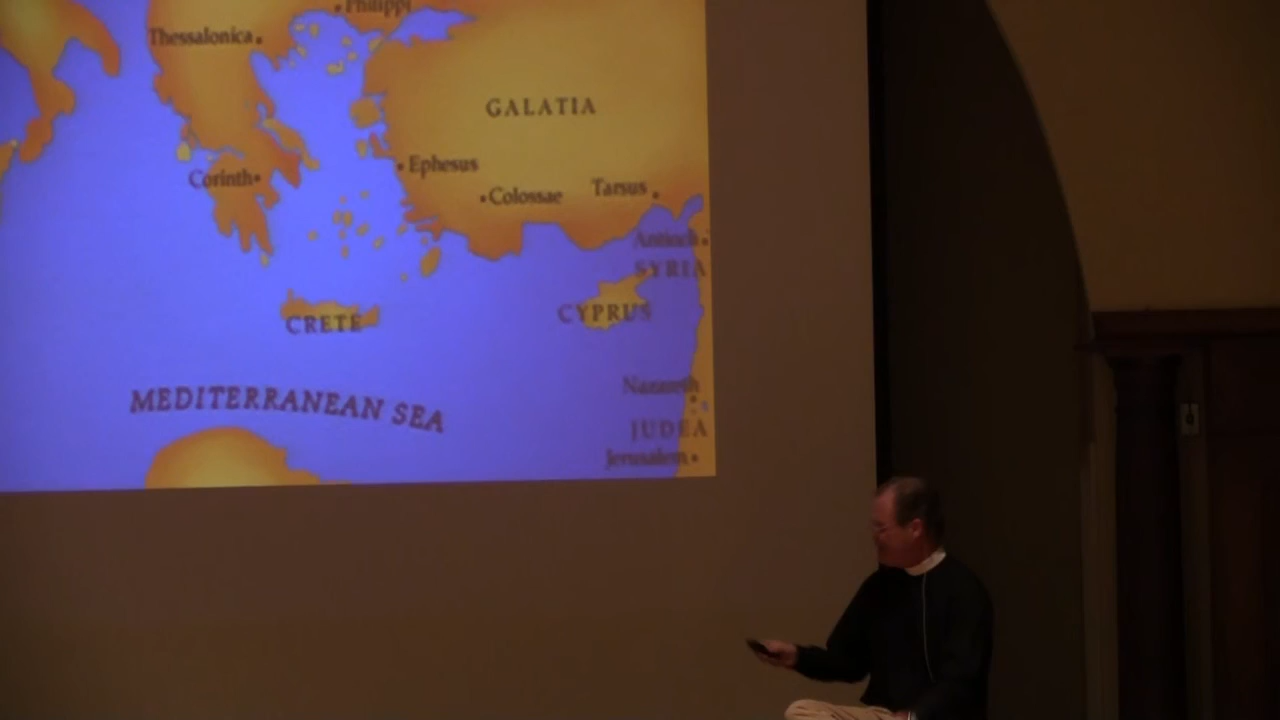 Philippi
Thessalonica
GALATIA
Ephesus
Corinth
Colossae
Tarsus
Antioch
SYRIA
CYPRUS
CRETE
Nazareth
MEDITERRANEAN SEA
JUDEA
Jerusalem